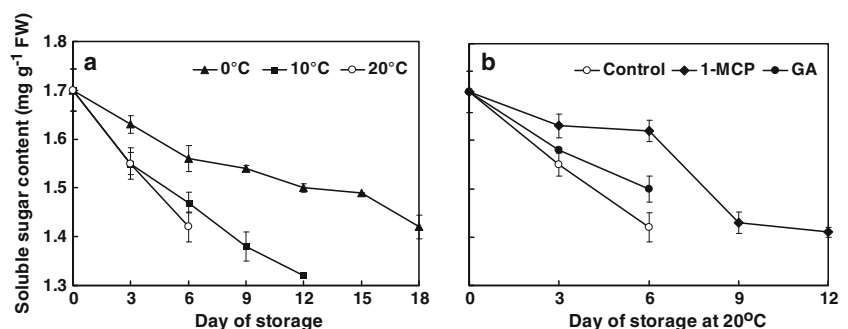 Soluble sugar content (mg g⁻¹ FW)
1.8
1.7
1.6
1.5
1.4
1.3
a
0°C 10°C 20°C
0 3 6 9 12 15 18
Day of storage
b
Control 1-MCP GA
0 3 6 9 12
Day of storage at 20°C